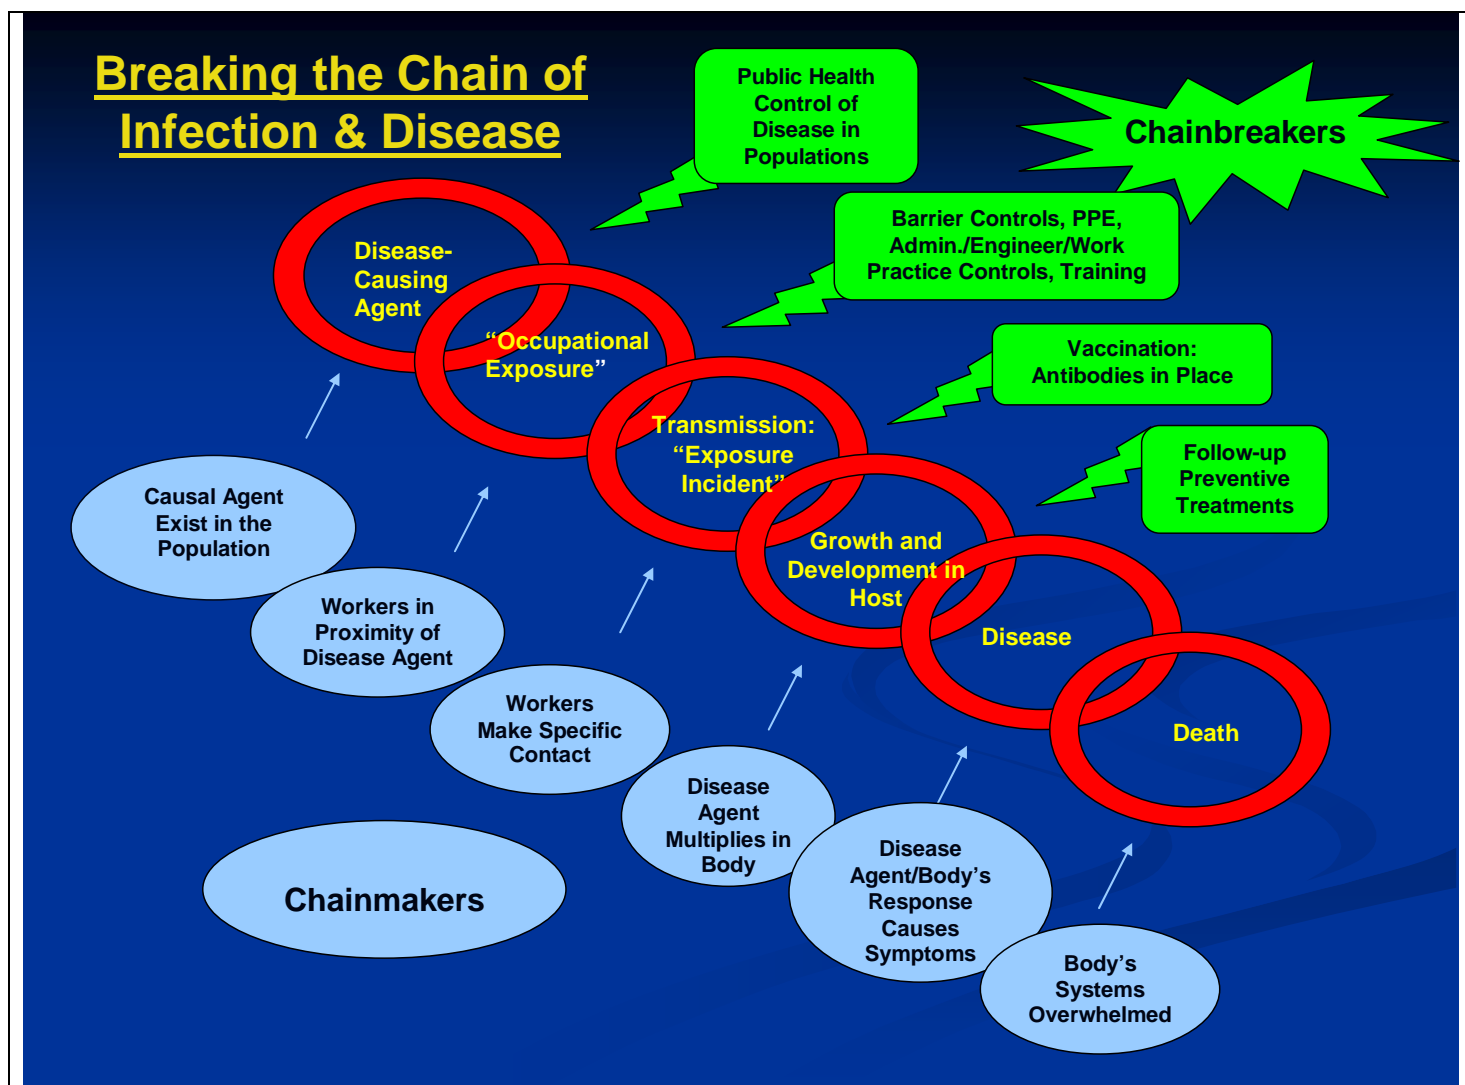 Breaking the Chain of
Infection & Disease
Public Health
Control of
Disease in
Populations
Chainbreakers
Barrier Controls, PPE,
Admin./Engineer/Work
Practice Controls, Training
Vaccination:
Antibodies in Place
Follow-up
Preventive
Treatments
Disease-
Causing
Agent
“Occupational
Exposure”
Transmission:
“Exposure
Incident”
Growth and
Development in
Host
Disease
Death
Causal Agent
Exist in the
Population
Workers in
Proximity of
Disease Agent
Workers
Make Specific
Contact
Disease
Agent
Multiplies in
Body
Disease
Agent/Body’s
Response
Causes
Symptoms
Body’s
Systems
Overwhelmed
Chainmakers